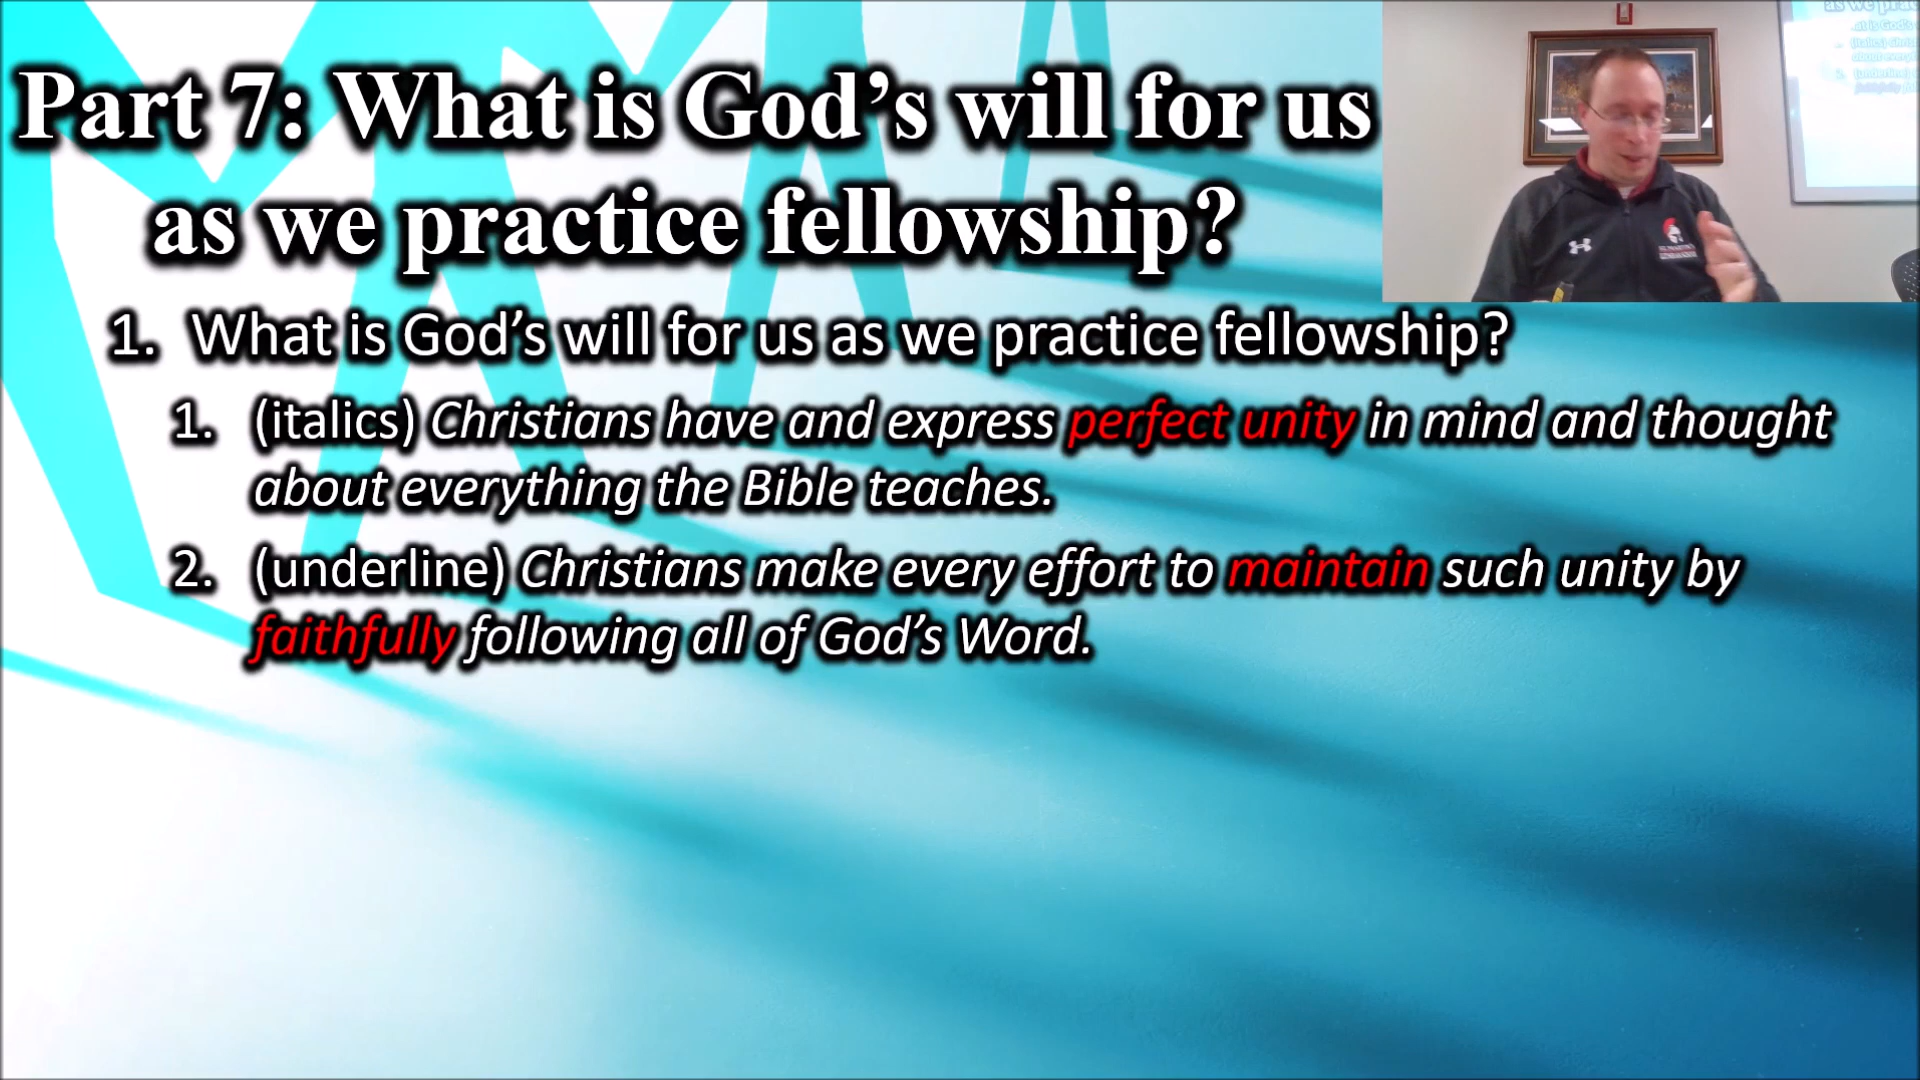 Part 7: What is God’s will for us
as we practice fellowship?
1. What is God’s will for us as we practice fellowship?
1. (italics) Christians have and express perfect unity in mind and thought
about everything the Bible teaches.
2. (underline) Christians make every effort to maintain such unity by
faithfully following all of God’s Word.